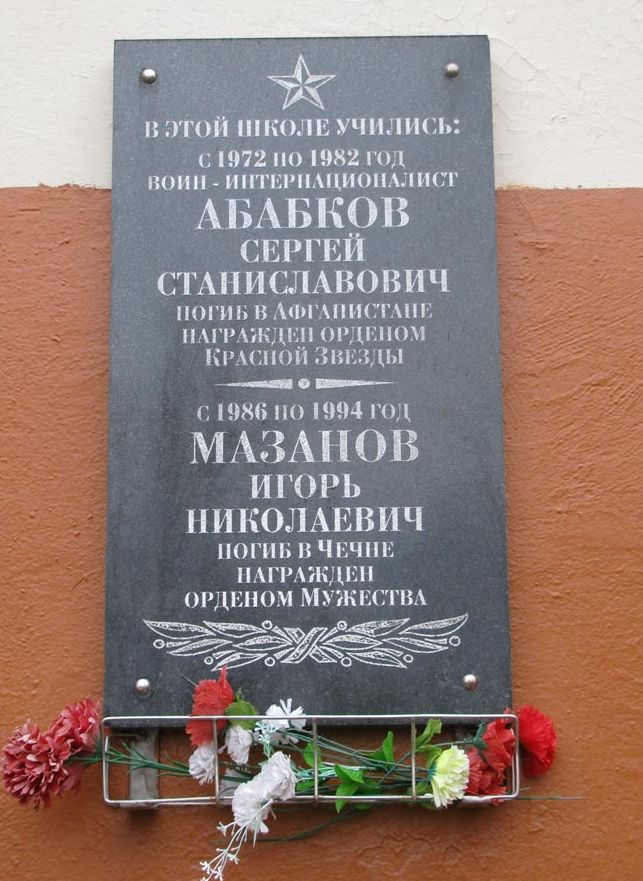 В ЭТОЙ ШКОЛЕ УЧИЛИСЬ:
С 1972 ПО 1982 ГОД
ВОИН - ИНТЕРНАЦИОНАЛИСТ
АБАБКОВ
СЕРГЕЙ
СТАНИСЛАВОВИЧ
ПОГИБ В АФГАНИСТАНЕ
НАГРАЖДЕН ОРДЕНОМ
КРАСНОЙ ЗВЕЗДЫ
С 1986 ПО 1994 ГОД
МАЗАНОВ
ИГОРЬ
НИКОЛАЕВИЧ
ПОГИБ В ЧЕЧНЕ
НАГРАЖДЕН
ОРДЕНОМ МУЖЕСТВА